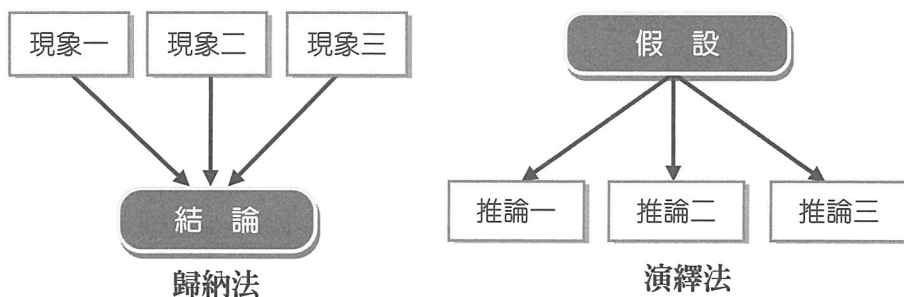 現象一
現象二
現象三
結 論
歸納法
假 設
推論一
推論二
推論三
演繹法